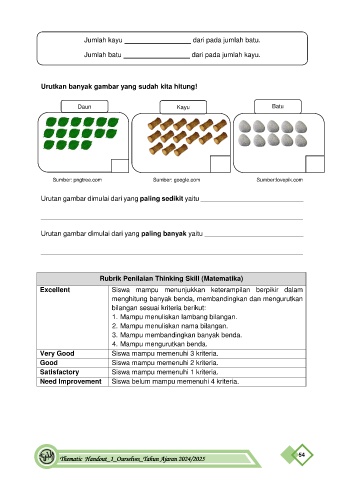 Jumlah kayu ____________________ dari pada jumlah batu.
Jumlah batu ____________________ dari pada jumlah kayu.
Urutkan banyak gambar yang sudah kita hitung!
Daun Kayu Batu
Sumber: pngtree.com Sumber: google.com Sumber:lovepik.com
Urutan gambar dimulai dari yang paling sedikit yaitu ____________________
Urutan gambar dimulai dari yang paling banyak yaitu ____________________
Rubrik Penilaian Thinking Skill (Matematika)
Excellent Siswa mampu menunjukkan keterampilan berpikir dalam
menghitung banyak benda, membandingkan dan mengurutkan
bilangan sesuai kriteria berikut:
1. Mampu menuliskan lambang bilangan.
2. Mampu menuliskan nama bilangan.
3. Mampu membandingkan banyak benda.
4. Mampu mengurutkan benda.
Very Good Siswa mampu memenuhi 3 kriteria.
Good Siswa mampu memenuhi 2 kriteria.
Satisfactory Siswa mampu memenuhi 1 kriteria.
Need Improvement Siswa belum mampu memenuhi 4 kriteria.
Thematic Handout_1_Ourselves_Tahun Ajaran 2024/2025
54